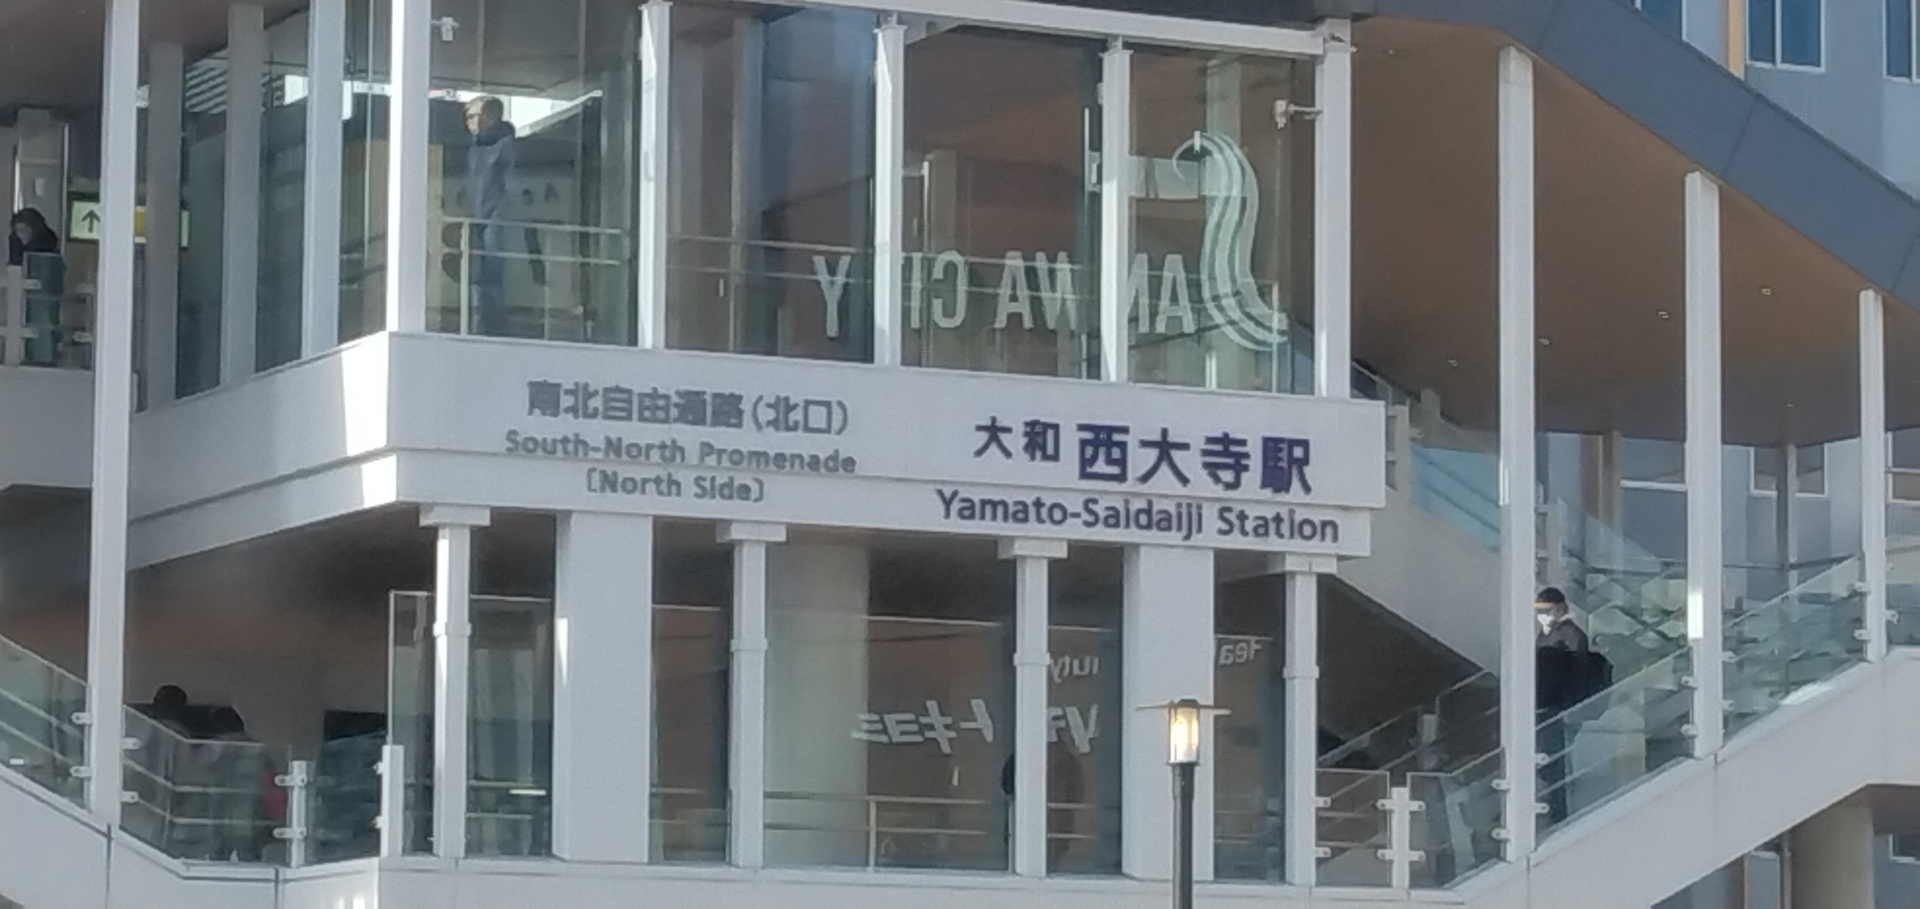 南北自由通路(北口)
South-North Promenade
〔North Side〕
大和西大寺駅
Yamato-Saidaiji Station